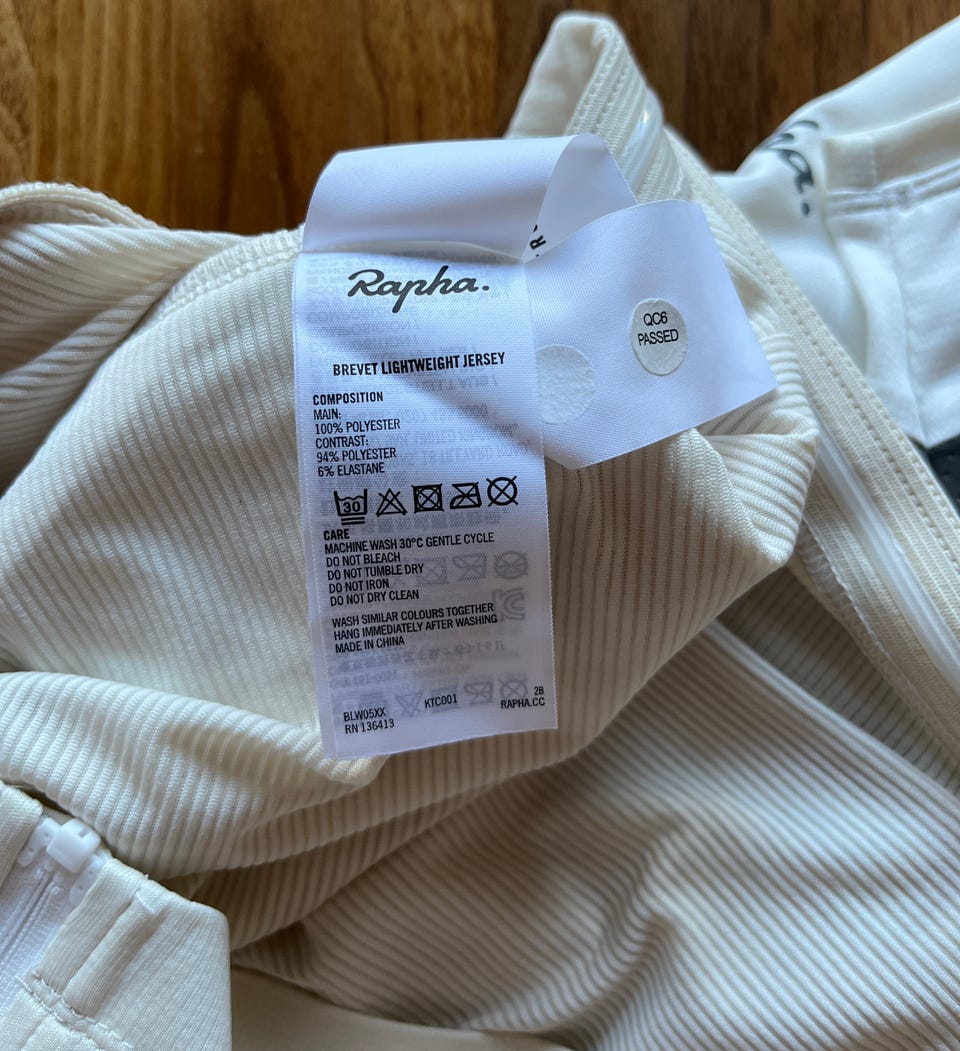 Rapha.
BREVET LIGHTWEIGHT JERSEY
COMPOSITION
MAIN:
100% POLYESTER
CONTRAST:
94% POLYESTER
6% ELASTANE
30
CARE
MACHINE WASH 30°C GENTLE CYCLE
DO NOT BLEACH
DO NOT TUMBLE DRY
DO NOT IRON
DO NOT DRY CLEAN
WASH SIMILAR COLOURS TOGETHER
HANG IMMEDIATELY AFTER WASHING
MADE IN CHINA
BLW05XX KTC001 2B
RN 136413 RAPHA.CC
QC6
PASSED